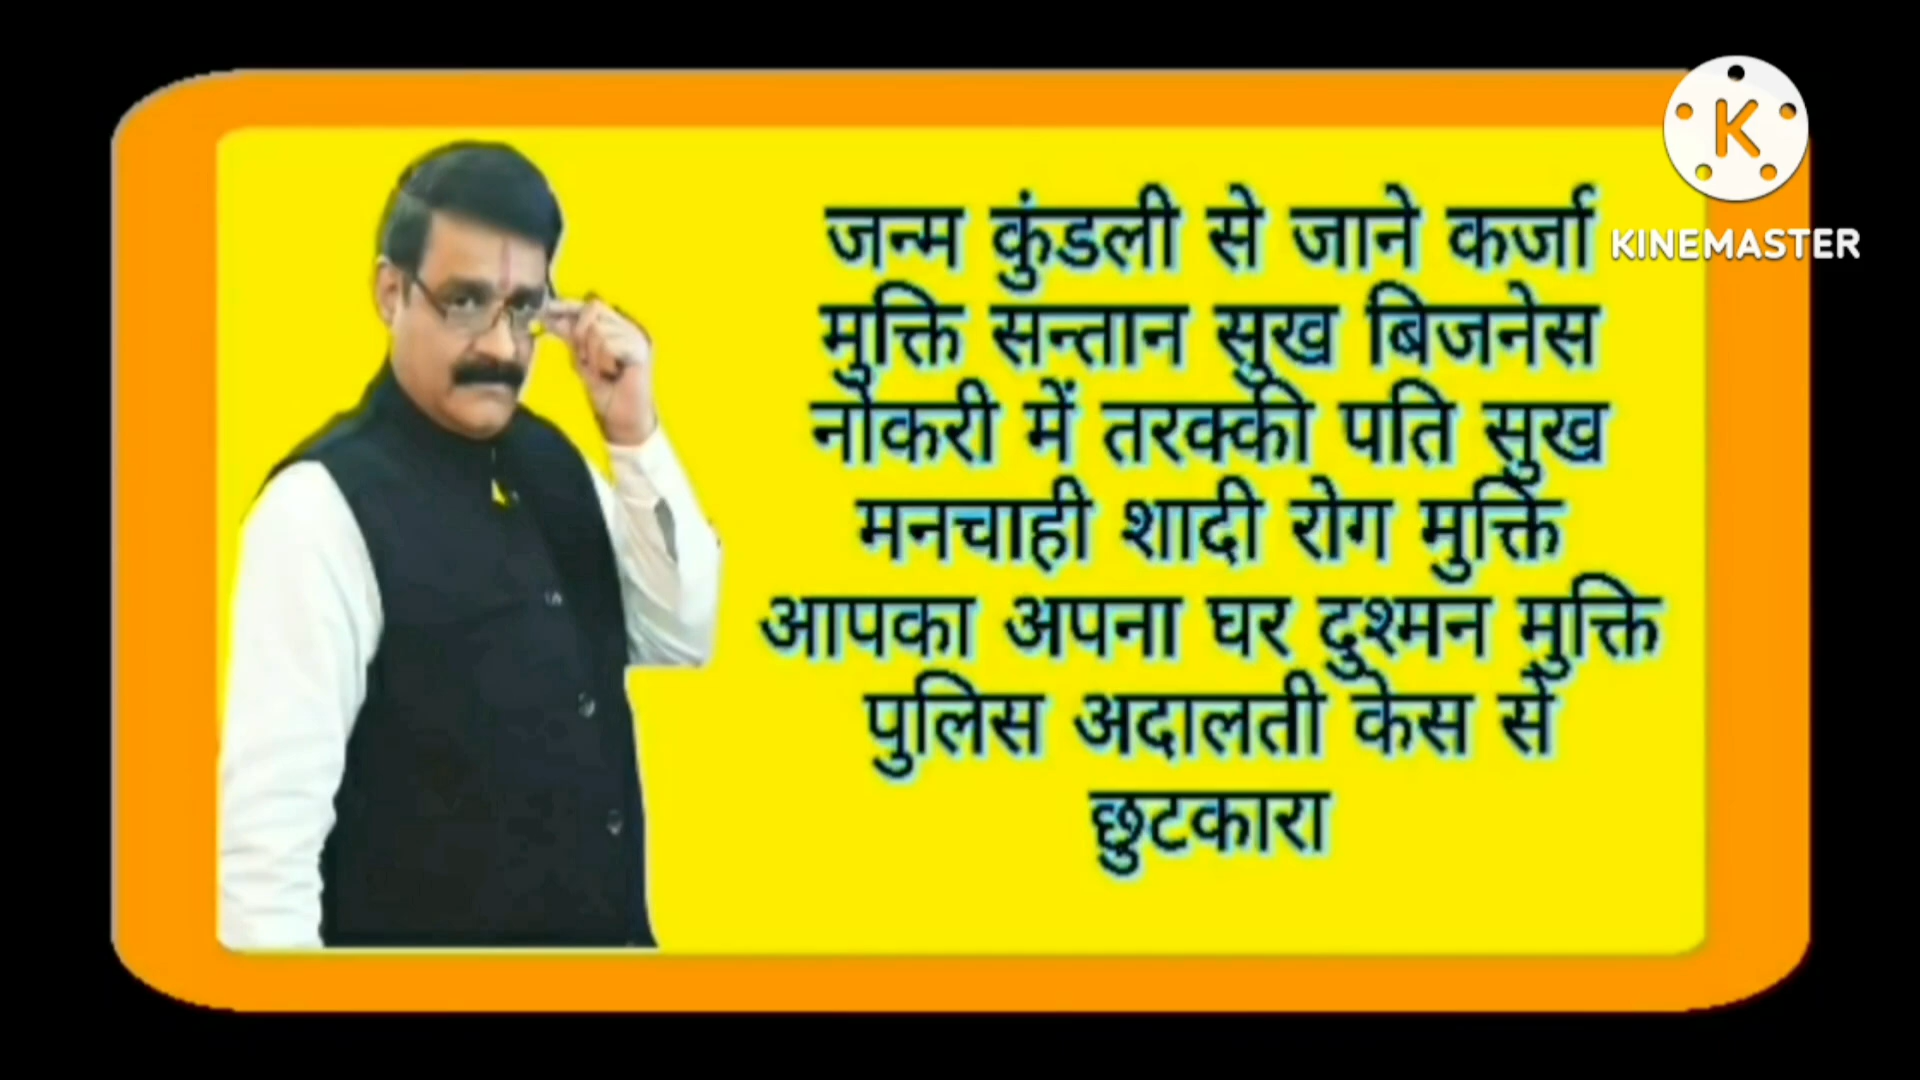 जन्म कुंडली से जाने कर्जा
मुक्ति सन्तान सुख बिजनेस
नोकरी में तरक्की पति सुख
मनचाही शादी रोग मुक्ति
आपका अपना घर दुश्मन मुक्ति
पुलिस अदालती केस से
छुटकारा
K
KINEMASTER